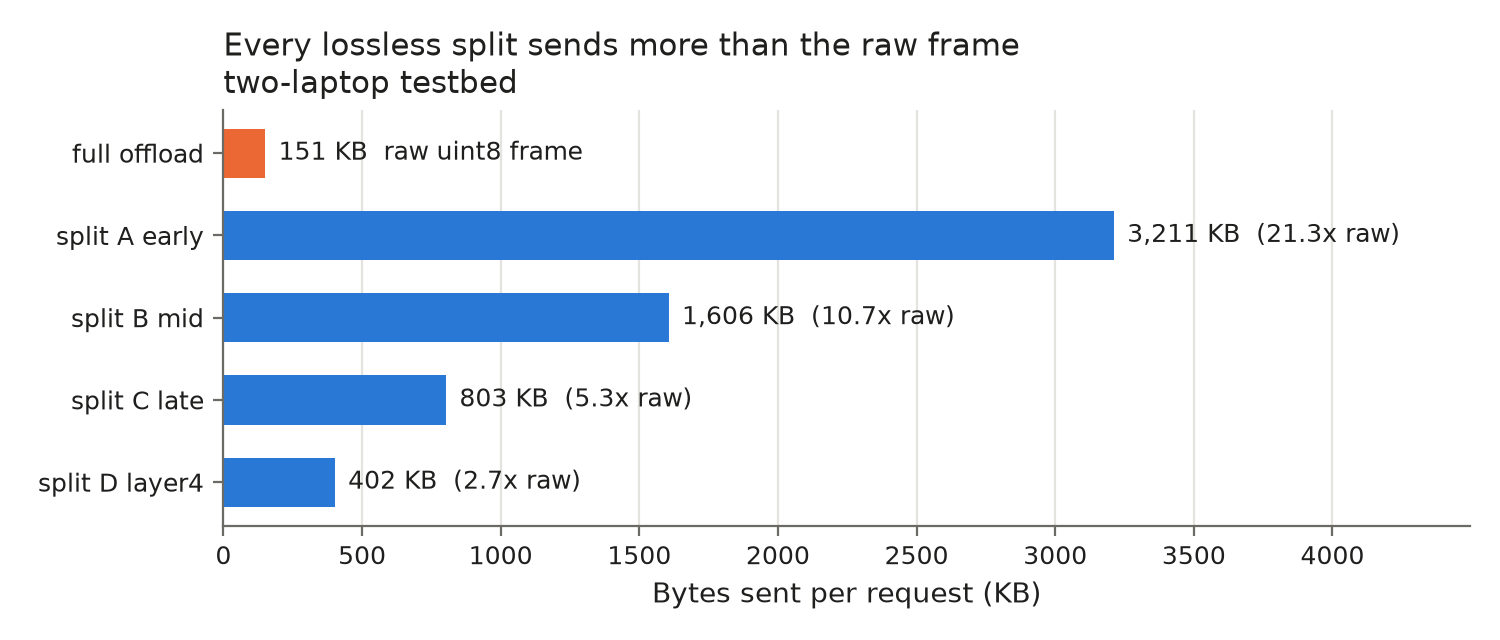 Every lossless split sends more than the raw frame
two-laptop testbed
full offload
151 KB  raw uint8 frame
split A early
3,211 KB  (21.3x raw)
split B mid
1,606 KB  (10.7x raw)
split C late
803 KB  (5.3x raw)
split D layer4
402 KB  (2.7x raw)
0 500 1000 1500 2000 2500 3000 3500 4000
Bytes sent per request (KB)